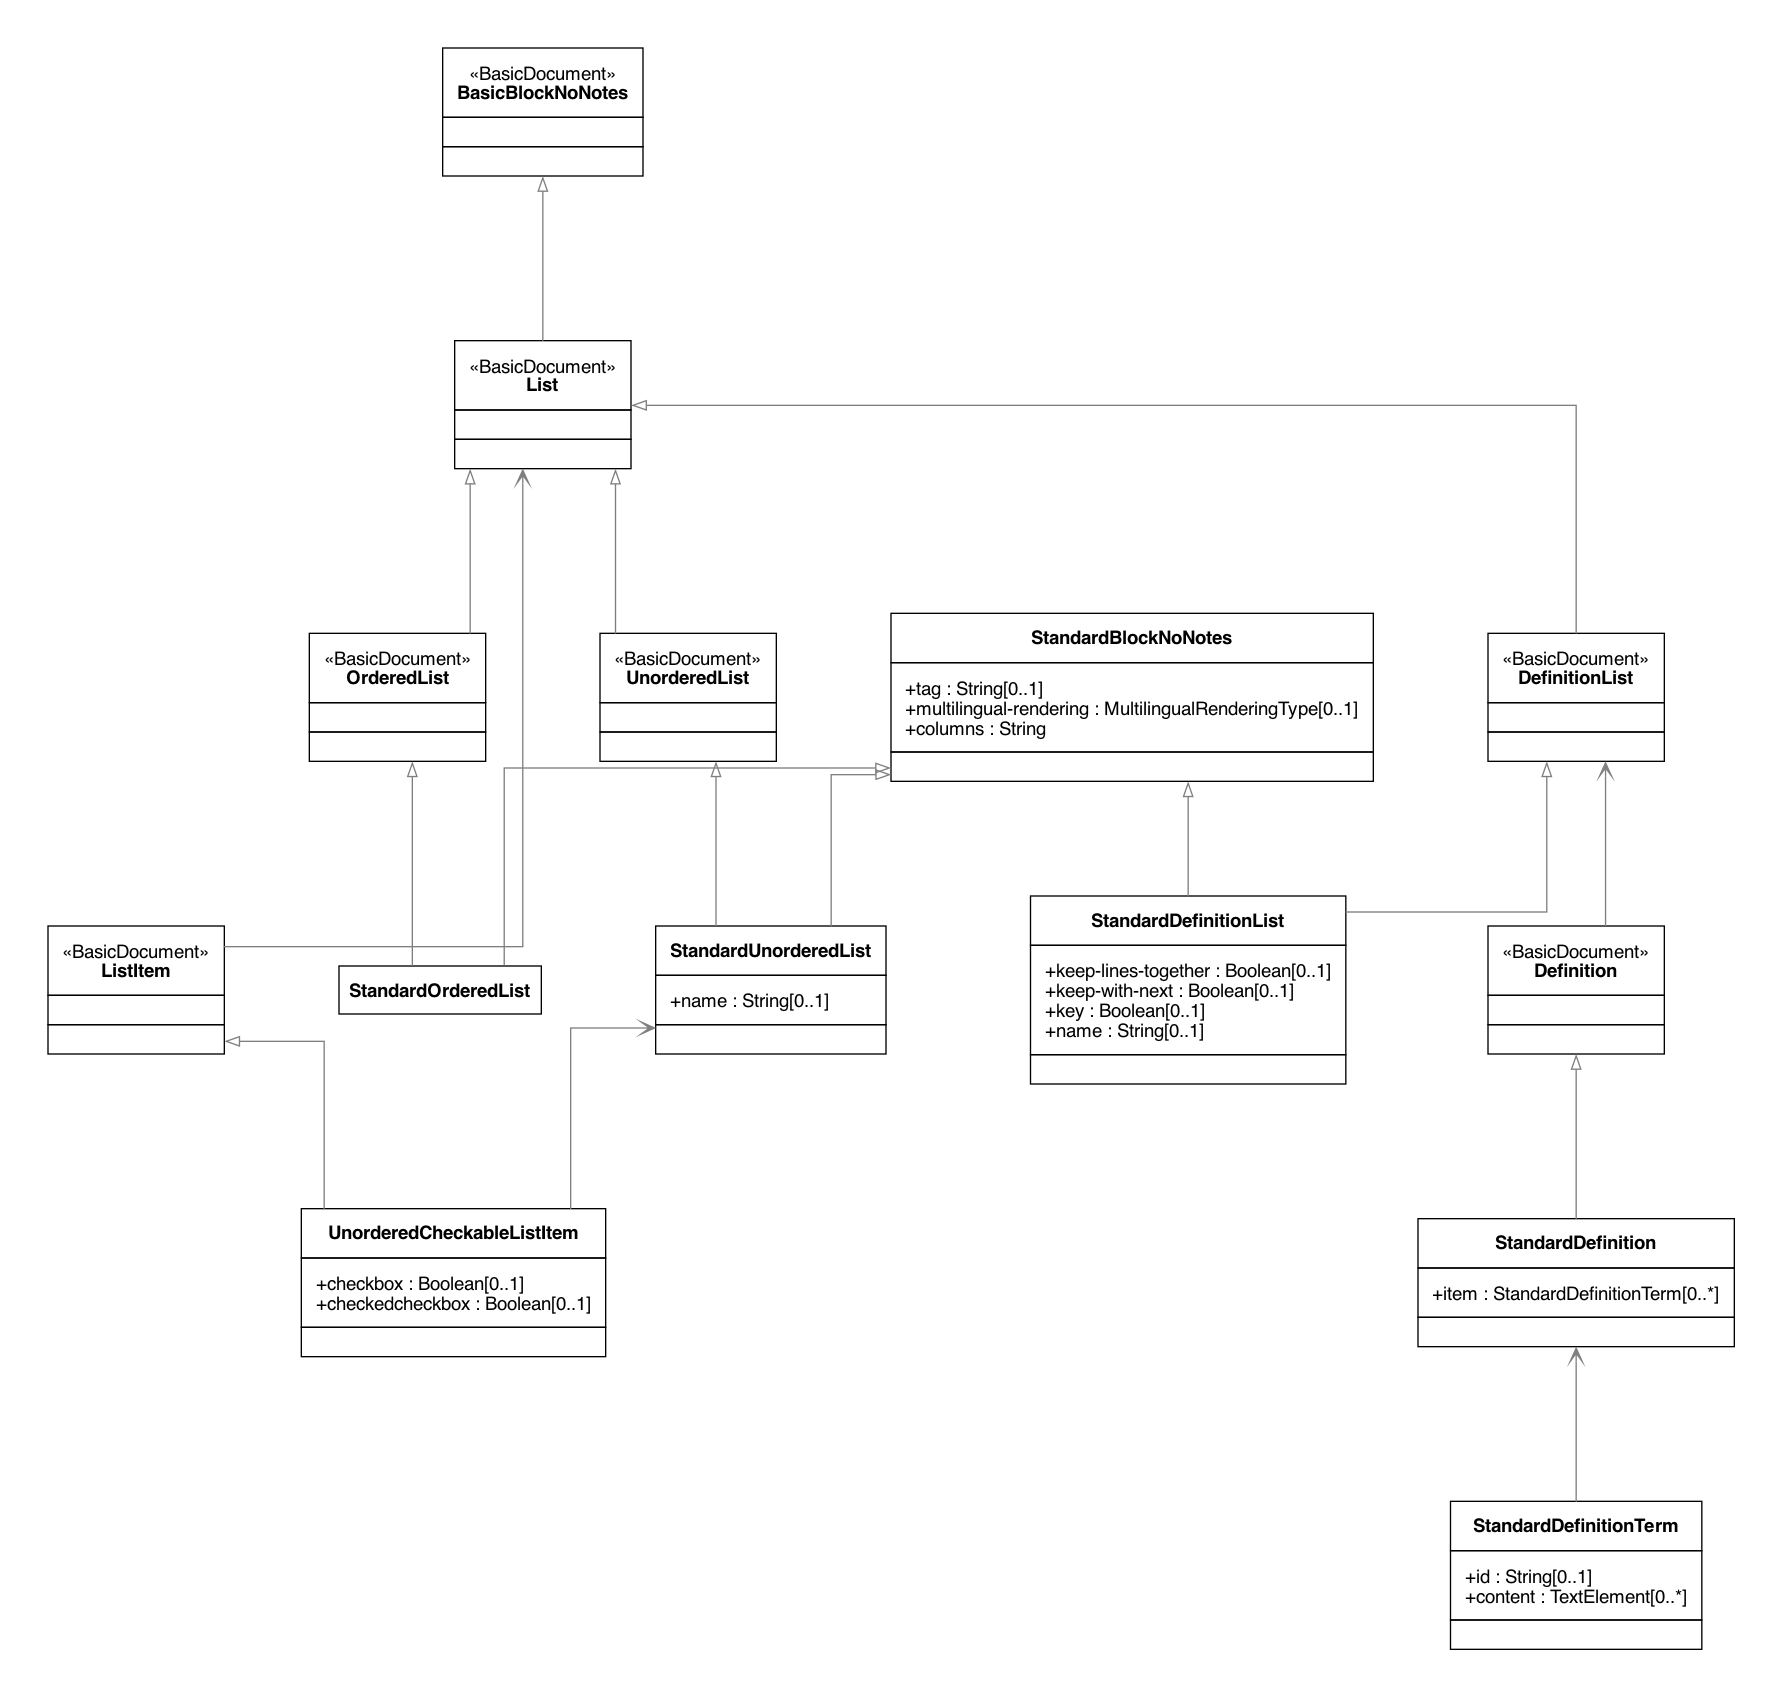 «BasicDocument»
BasicBlockNoNotes
«BasicDocument»
List
«BasicDocument»
OrderedList
«BasicDocument»
UnorderedList
StandardBlockNoNotes
+tag : String[0..1]
+multilingual-rendering : MultilingualRenderingType[0..1]
+columns : String
«BasicDocument»
DefinitionList
«BasicDocument»
ListItem
StandardOrderedList
StandardUnorderedList
+name : String[0..1]
StandardDefinitionList
+keep-lines-together : Boolean[0..1]
+keep-with-next : Boolean[0..1]
+key : Boolean[0..1]
+name : String[0..1]
«BasicDocument»
Definition
UnorderedCheckableListItem
+checkbox : Boolean[0..1]
+checkedcheckbox : Boolean[0..1]
StandardDefinition
+item : StandardDefinitionTerm[0..*]
StandardDefinitionTerm
+id : String[0..1]
+content : TextElement[0..*]